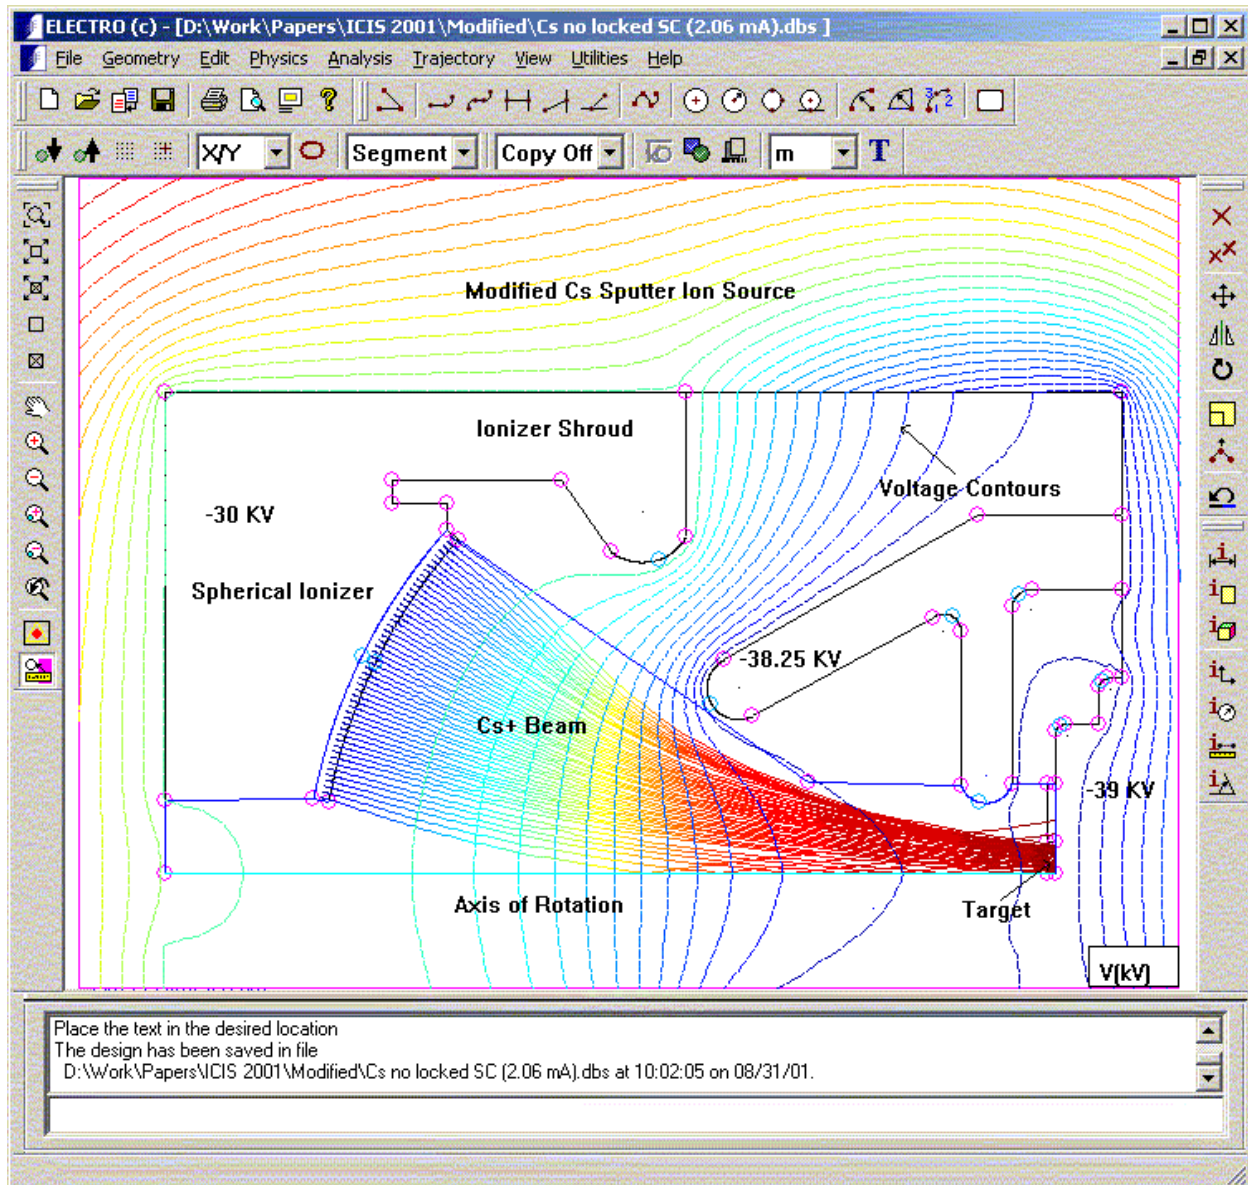 ELECTRO (c) - [D:\Work\Papers\ICIS 2001\Modified\Cs no locked SC (2.06 mA).dbs ]
File Geometry Edit Physics Analysis Trajectory View Utilities Help
X/Y Segment Copy Off m T
Modified Cs Sputter Ion Source
Ionizer Shroud
Voltage Contours
-30 KV
Spherical Ionizer
-38.25 KV
Cs+ Beam
-39 KV
Axis of Rotation
Target
V(kV)
Place the text in the desired location
The design has been saved in file
D:\Work\Papers\ICIS 2001\Modified\Cs no locked SC (2.06 mA).dbs at 10:02:05 on 08/31/01.